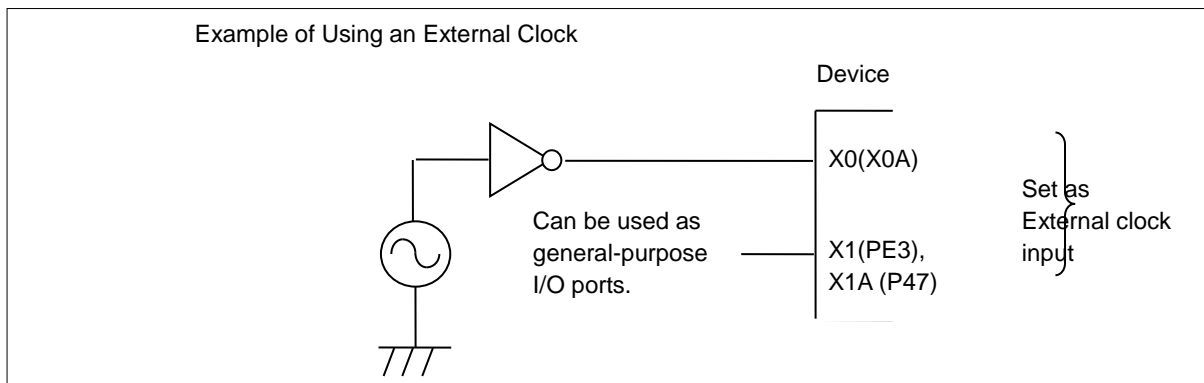 Example of Using an External Clock
Device
X0(X0A)
Can be used as
general-purpose
I/O ports.
X1(PE3),
X1A (P47)
Set as
External clock
input